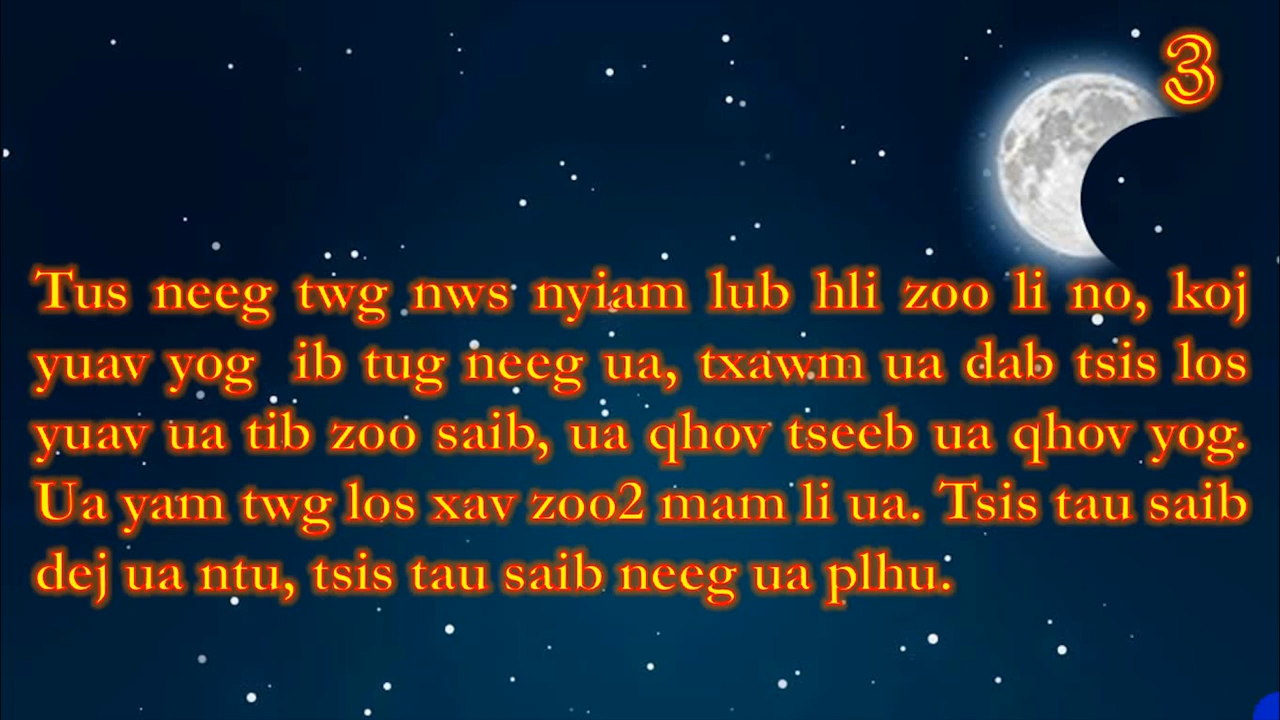 3
Tus neeg twg nws nyiam lub hli zoo li no, koj
yuav yog ib tug neeg ua, txawm ua dab tsis los
yuav ua tib zoo saib, ua qhov tseeb ua qhov yog.
Ua yam twg los xav zoo2 mam li ua. Tsis tau saib
dej ua ntu, tsis tau saib neeg ua plhu.